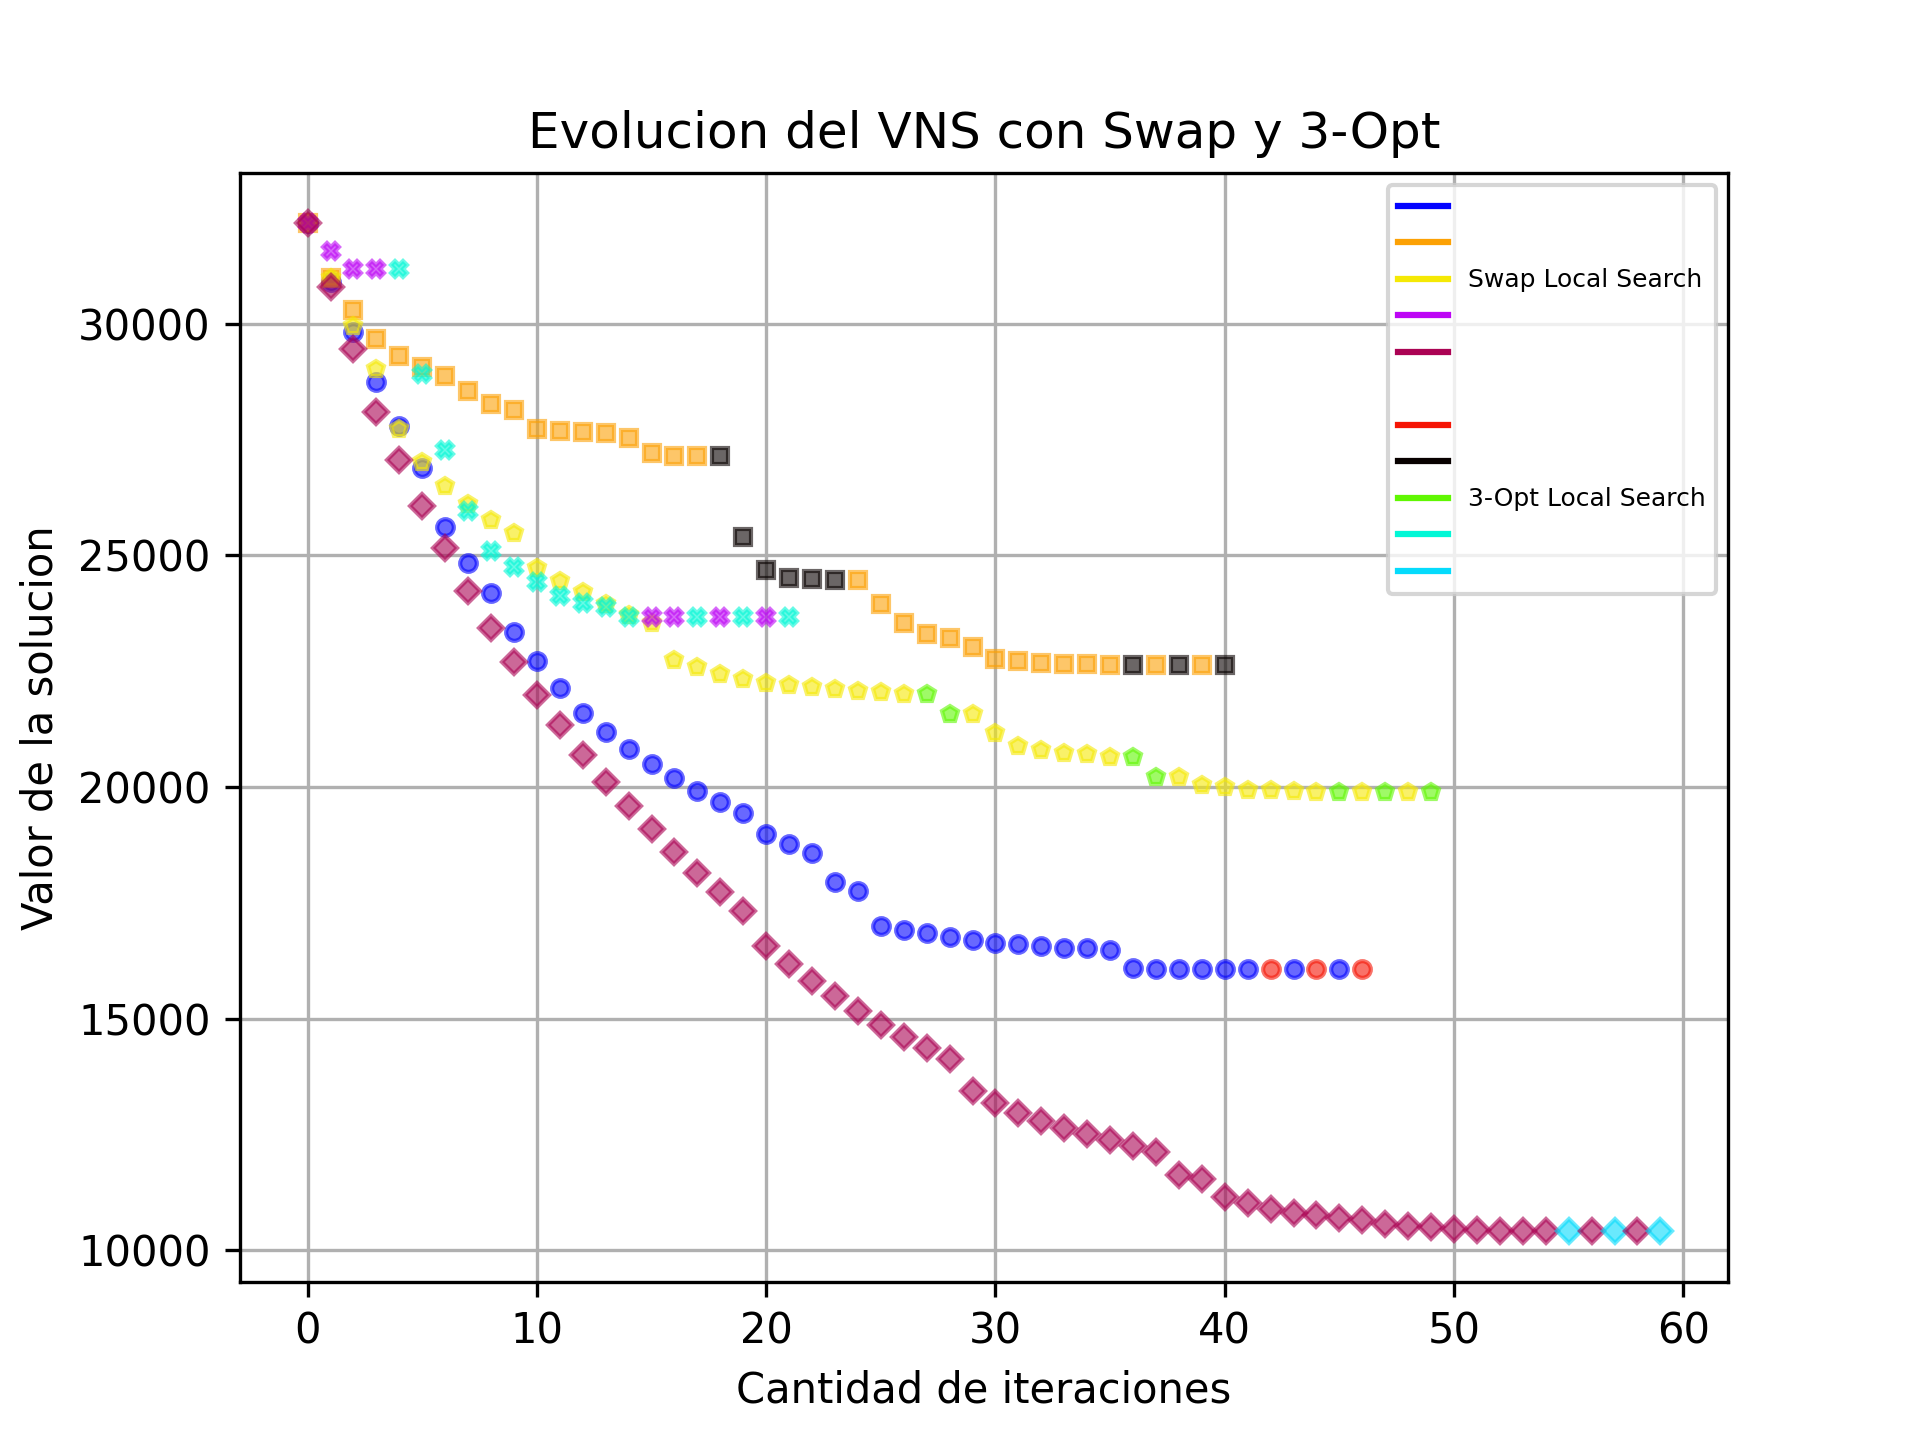 Evolucion del VNS con Swap y 3-Opt
Swap Local Search
3-Opt Local Search
Valor de la solucion
30000
25000
20000
15000
10000
0 10 20 30 40 50 60
Cantidad de iteraciones